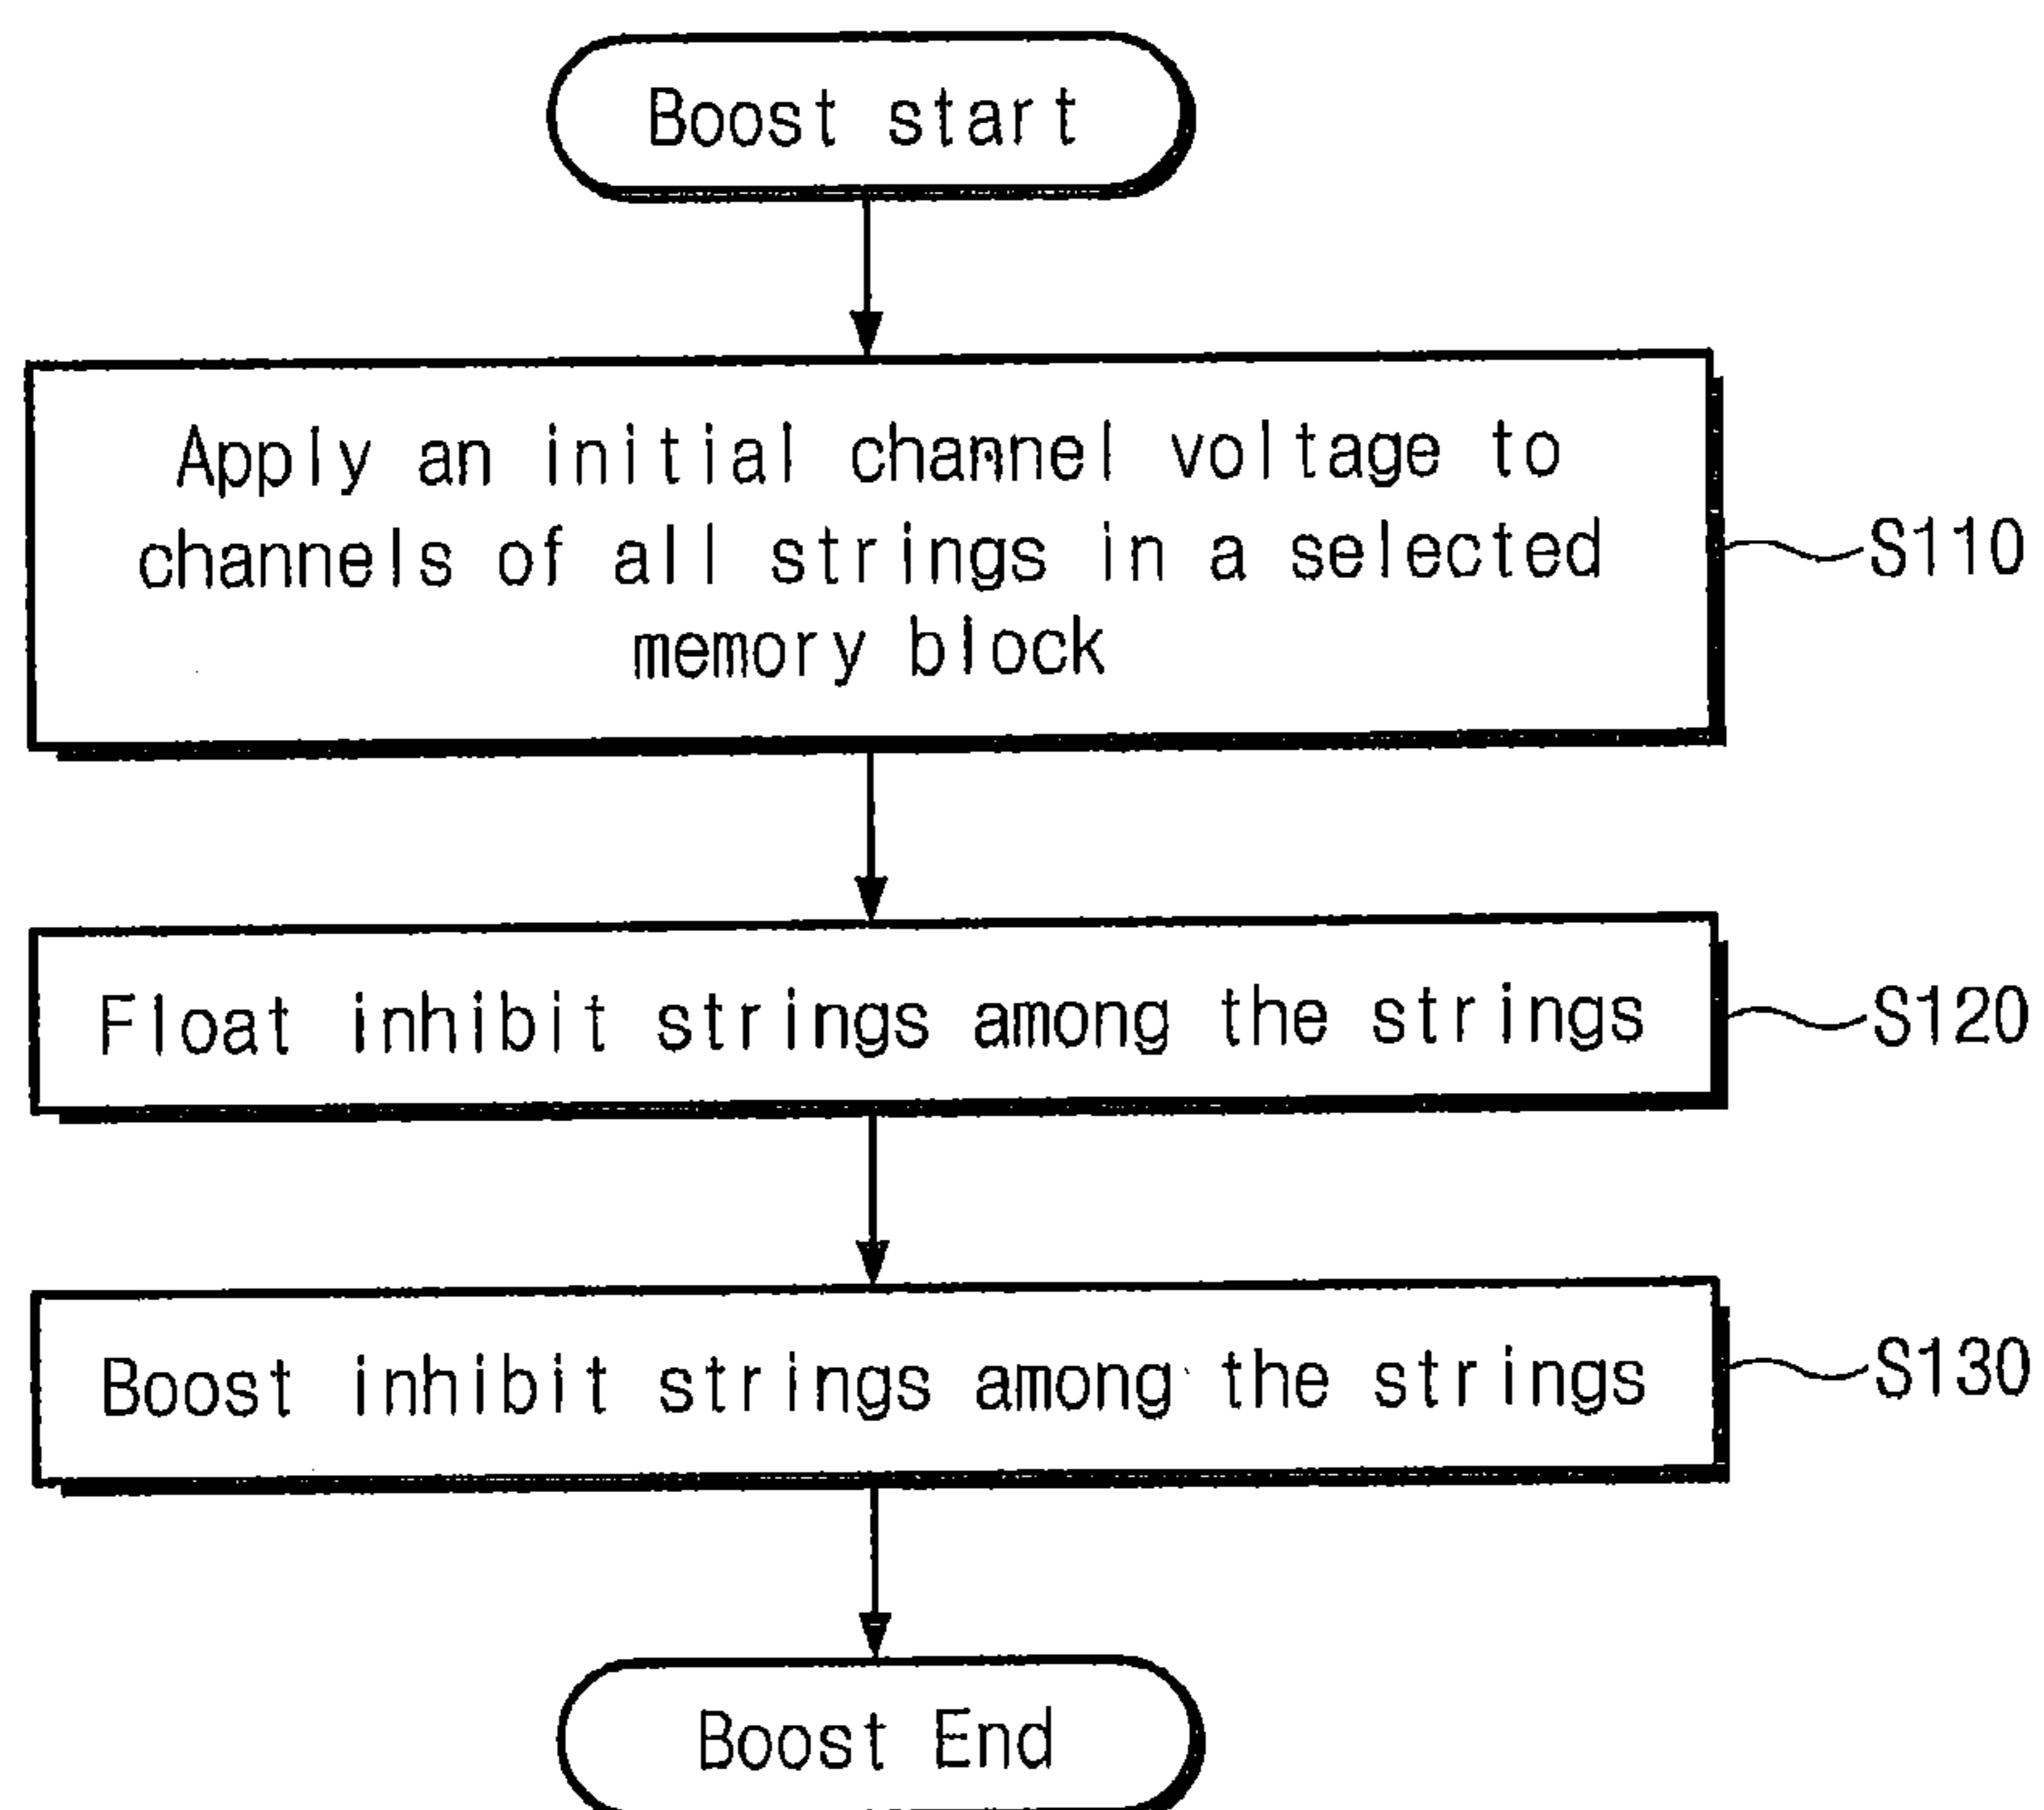 Boost start
Apply an initial channel voltage to
channels of all strings in a selected
memory block
S110
Float inhibit strings among the strings
S120
Boost inhibit strings among the strings
S130
Boost End